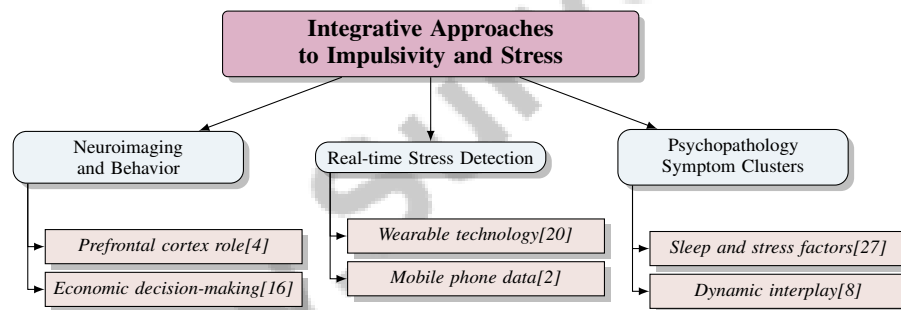 Integrative Approaches
to Impulsivity and Stress
Neuroimaging
and Behavior
Real-time Stress Detection
Psychopathology
Symptom Clusters
Prefrontal cortex role[4]
Economic decision-making[16]
Wearable technology[20]
Mobile phone data[2]
Sleep and stress factors[27]
Dynamic interplay[8]